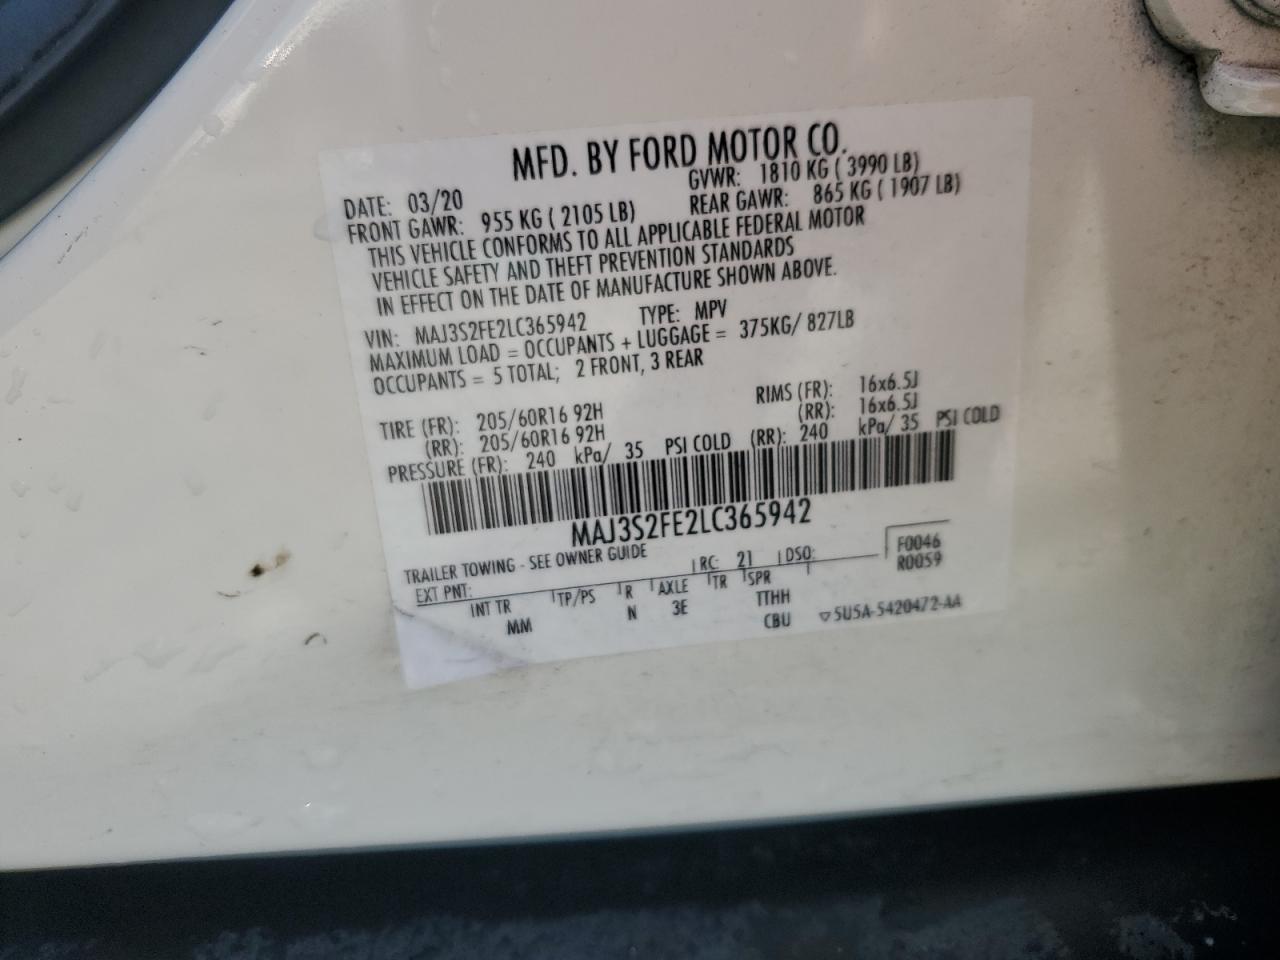 MFD. BY FORD MOTOR CO.
DATE: 03/20 GVWR: 1810 KG ( 3990 LB)
FRONT GAWR: 955 KG ( 2105 LB) REAR GAWR: 865 KG ( 1907 LB)
THIS VEHICLE CONFORMS TO ALL APPLICABLE FEDERAL MOTOR
VEHICLE SAFETY AND THEFT PREVENTION STANDARDS
IN EFFECT ON THE DATE OF MANUFACTURE SHOWN ABOVE.
VIN: MAJ3S2FE2LC365942 TYPE: MPV
MAXIMUM LOAD = OCCUPANTS + LUGGAGE = 375KG/ 827LB
OCCUPANTS = 5 TOTAL; 2 FRONT, 3 REAR
TIRE (FR): 205/60R16 92H RIMS (FR): 16x6.5J
(RR): 205/60R16 92H (RR): 16x6.5J
PRESSURE (FR): 240 kPa/ 35 PSI COLD (RR): 240 kPa/ 35 PSI COLD
MAJ3S2FE2LC365942
TRAILER TOWING - SEE OWNER GUIDE
EXT PNT: RC: 21 DSO: F0046
R0059
INT TR TP/PS R AXLE TR SPR
MM N 3E TTHH
CBU ▽5U5A-5420472-AA